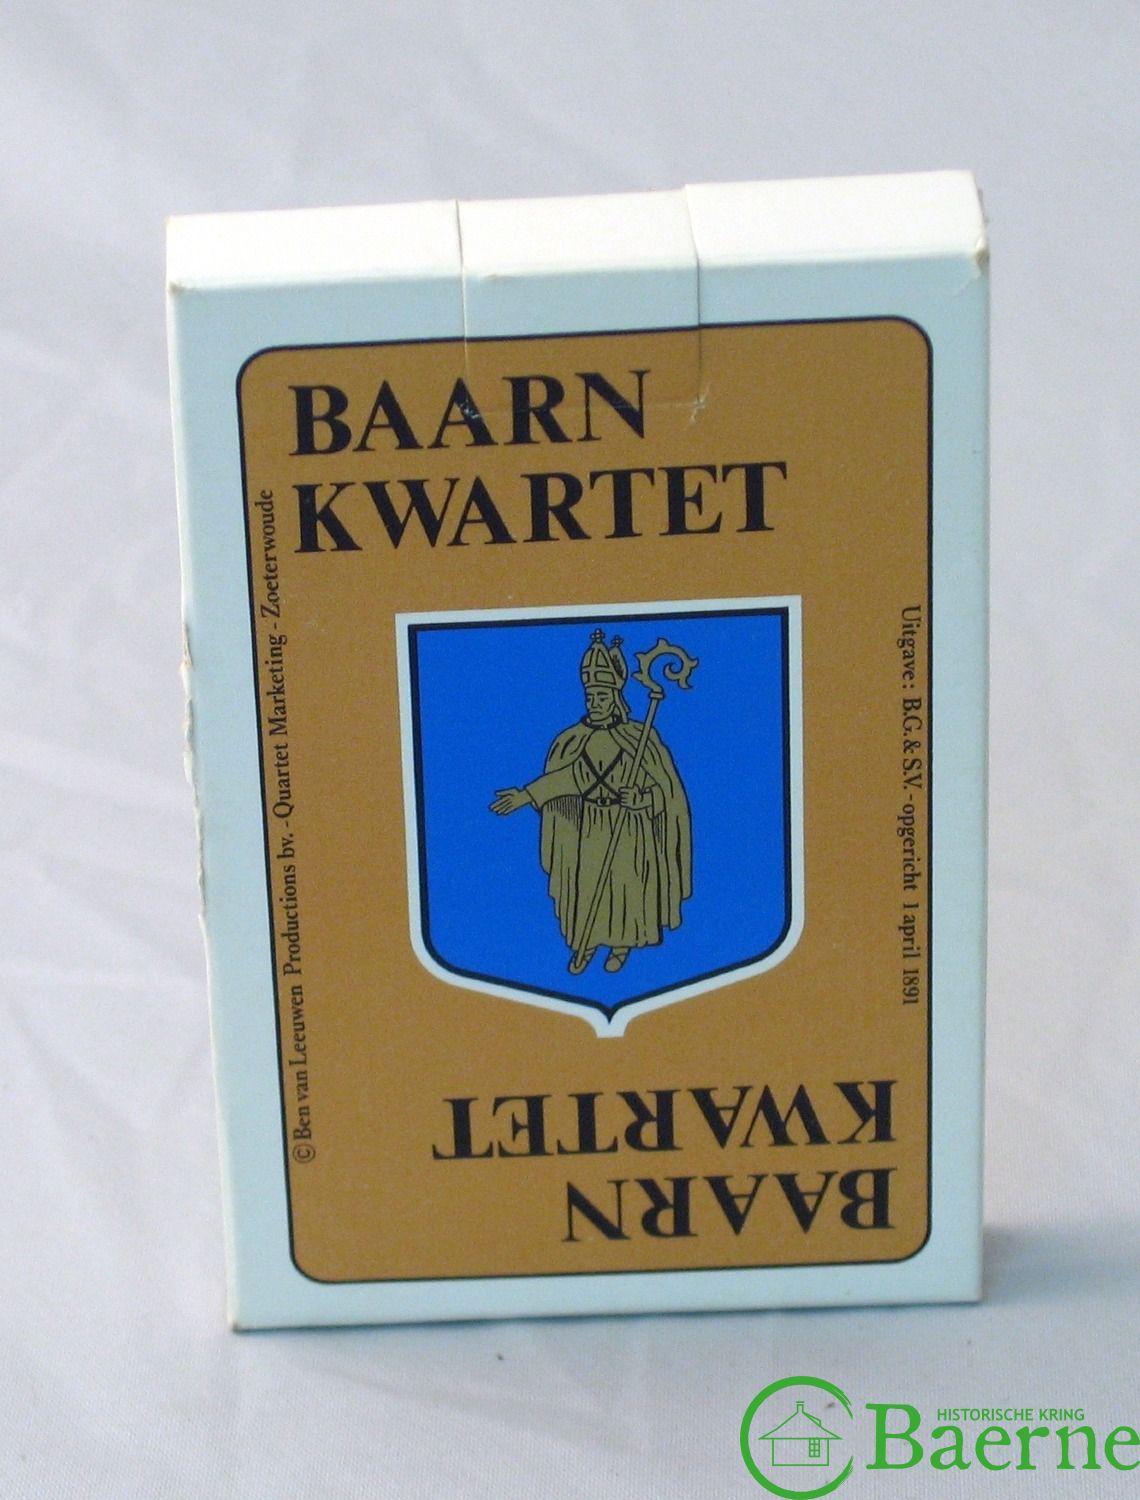 BAARN
KWARTET
© Ben van Leeuwen Productions bv. - Quartet Marketing - Zoeterwoude
Uitgave: B.G. & S.V. - opgericht 1 april 1891
BAARN
KWARTET
HISTORISCHE KRING
Baerne